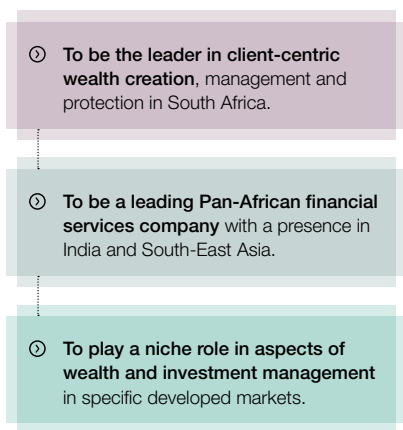 To be the leader in client-centric
wealth creation, management and
protection in South Africa.
To be a leading Pan-African financial
services company with a presence in
India and South-East Asia.
To play a niche role in aspects of
wealth and investment management
in specific developed markets.